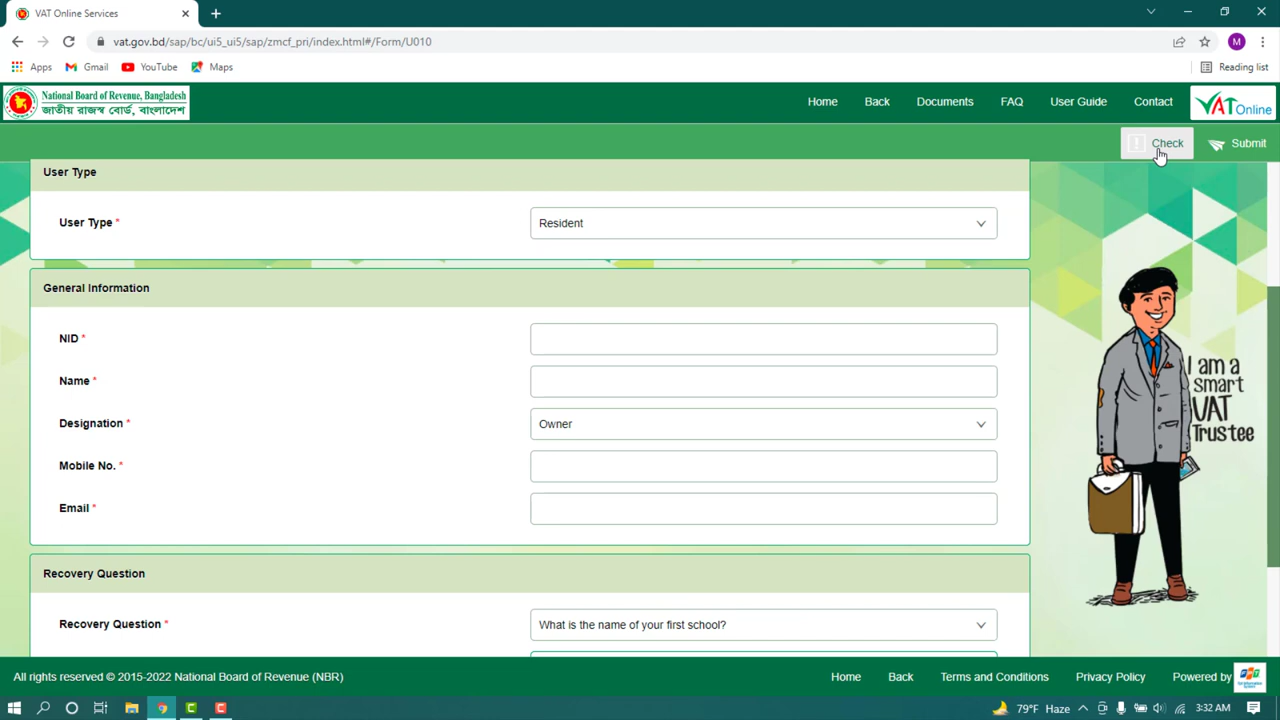 VAT Online Services
vat.gov.bd/sap/bc/ui5_ui5/sap/zmcf_pri/index.html#/Form/U010
M
Apps Gmail YouTube Maps Reading list
National Board of Revenue, Bangladesh
জাতীয় রাজস্ব বোর্ড, বাংলাদেশ
Home Back Documents FAQ User Guide Contact VAT Online
Check Submit
User Type
User Type * Resident
General Information
NID *
Name *
Designation * Owner
Mobile No. *
Email *
I am a
smart
VAT
Trustee
Recovery Question
Recovery Question * What is the name of your first school?
All rights reserved © 2015-2022 National Board of Revenue (NBR) Home Back Terms and Conditions Privacy Policy Powered by
79°F Haze 3:32 AM